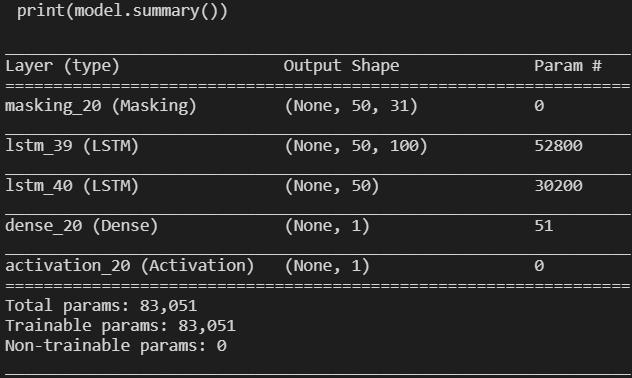 print(model.summary())
_________________________________________________________________
Layer (type)                 Output Shape              Param #
=================================================================
masking_20 (Masking)         (None, 50, 31)            0
_________________________________________________________________
lstm_39 (LSTM)               (None, 50, 100)           52800
_________________________________________________________________
lstm_40 (LSTM)               (None, 50)                30200
_________________________________________________________________
dense_20 (Dense)             (None, 1)                 51
_________________________________________________________________
activation_20 (Activation)   (None, 1)                 0
=================================================================
Total params: 83,051
Trainable params: 83,051
Non-trainable params: 0
_________________________________________________________________